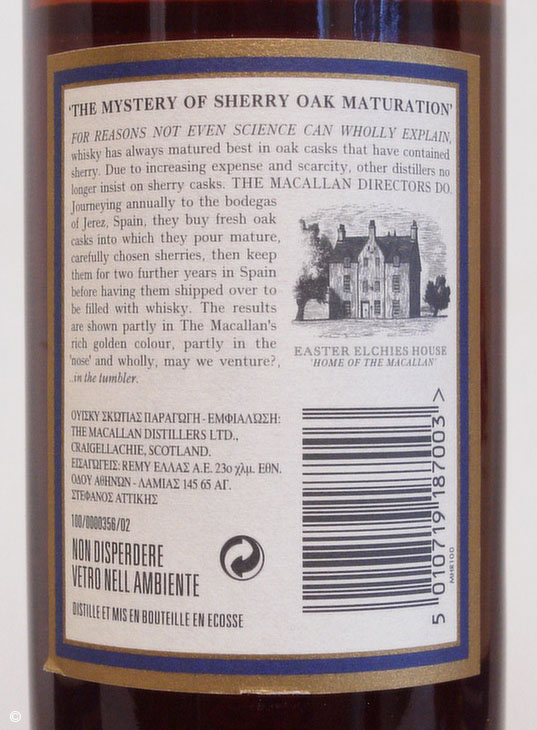 'THE MYSTERY OF SHERRY OAK MATURATION'
FOR REASONS NOT EVEN SCIENCE CAN WHOLLY EXPLAIN,
whisky has always matured best in oak casks that have contained
sherry. Due to increasing expense and scarcity, other distillers no
longer insist on sherry casks. THE MACALLAN DIRECTORS DO.
Journeying annually to the bodegas
of Jerez, Spain, they buy fresh oak
casks into which they pour mature,
carefully chosen sherries, then keep
them for two further years in Spain
before having them shipped over to
be filled with whisky. The results
are shown partly in The Macallan's
rich golden colour, partly in the
'nose' and wholly, may we venture?,
...in the tumbler.
EASTER ELCHIES HOUSE
'HOME OF THE MACALLAN'
ΟΥΙΣΚΥ ΣΚΩΤΙΑΣ ΠΑΡΑΓΩΓΗ - ΕΜΦΙΑΛΩΣΗ:
THE MACALLAN DISTILLERS LTD.,
CRAIGELLACHIE, SCOTLAND.
ΕΙΣΑΓΩΓΕΙΣ: REMY ΕΛΛΑΣ Α.Ε. 23ο χλμ. ΕΘΝ.
ΟΔΟΥ ΑΘΗΝΩΝ - ΛΑΜΙΑΣ 145 65 ΑΓ.
ΣΤΕΦΑΝΟΣ ΑΤΤΙΚΗΣ
100/0000356/02
NON DISPERDERE
VETRO NELL AMBIENTE
DISTILLE ET MIS EN BOUTEILLE EN ECOSSE
5 010719 187003 >
MH8100
©